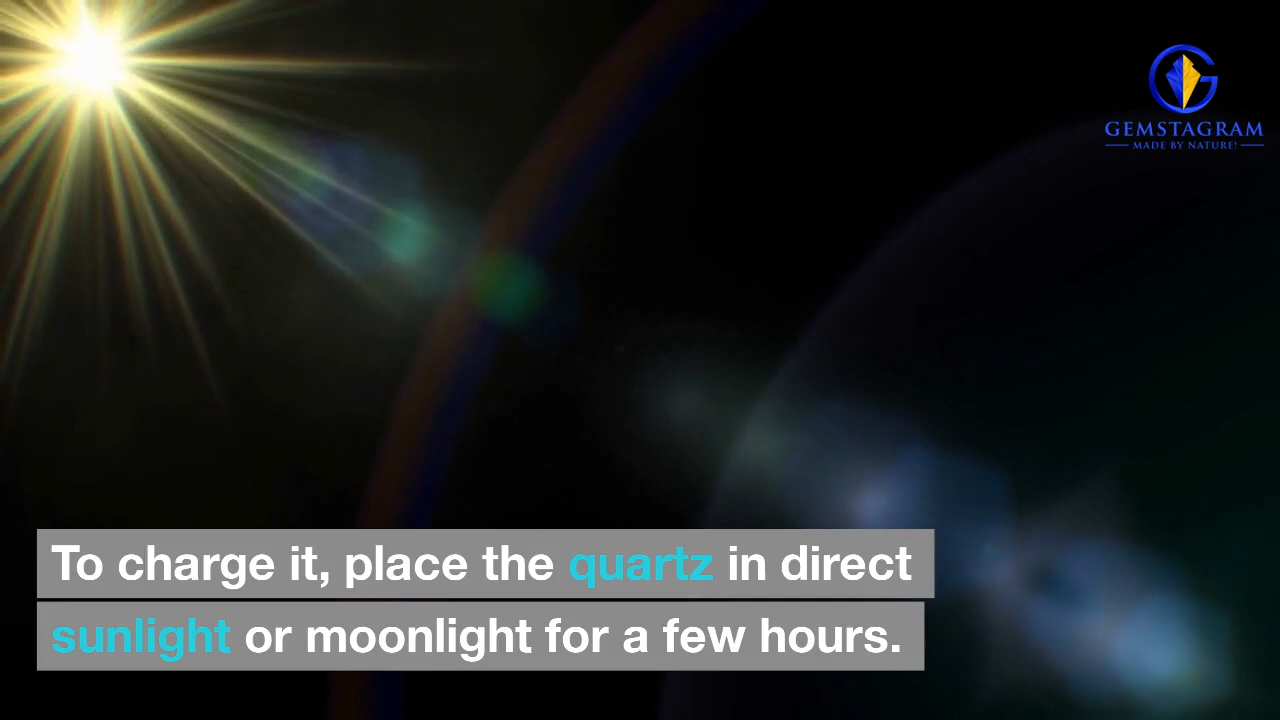 GEMSTAGRAM
MADE BY NATURE!
To charge it, place the quartz in direct
sunlight or moonlight for a few hours.